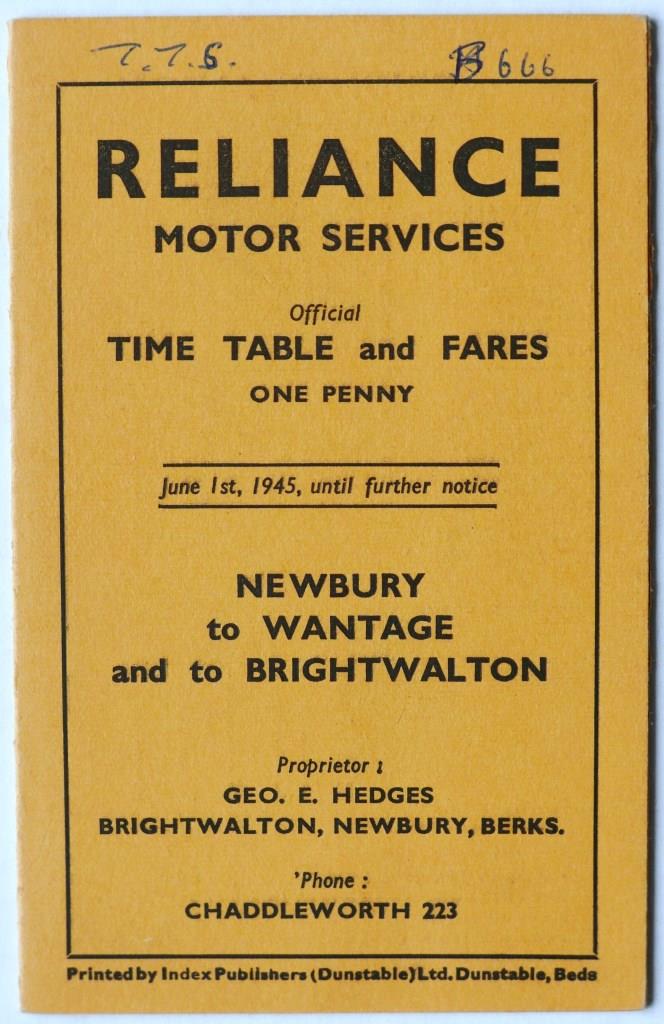 T.T.S. B666
RELIANCE
MOTOR SERVICES
Official
TIME TABLE and FARES
ONE PENNY
June 1st, 1945, until further notice
NEWBURY
to WANTAGE
and to BRIGHTWALTON
Proprietor :
GEO. E. HEDGES
BRIGHTWALTON, NEWBURY, BERKS.
'Phone :
CHADDLEWORTH 223
Printed by Index Publishers (Dunstable) Ltd. Dunstable, Beds